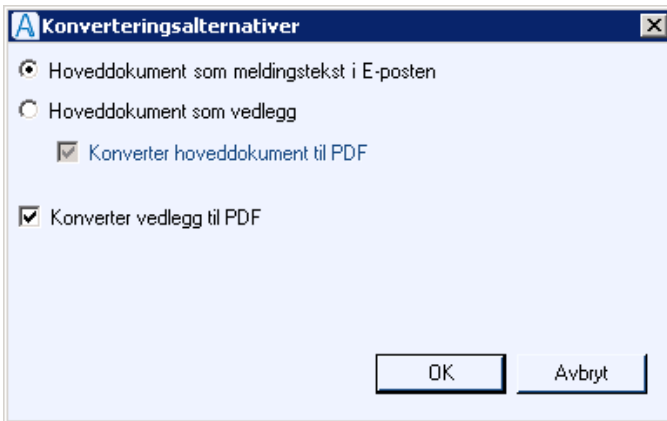 Konverteringsalternativer
Hoveddokument som meldingstekst i E-posten
Hoveddokument som vedlegg
Konverter hoveddokument til PDF
Konverter vedlegg til PDF
OK Avbryt